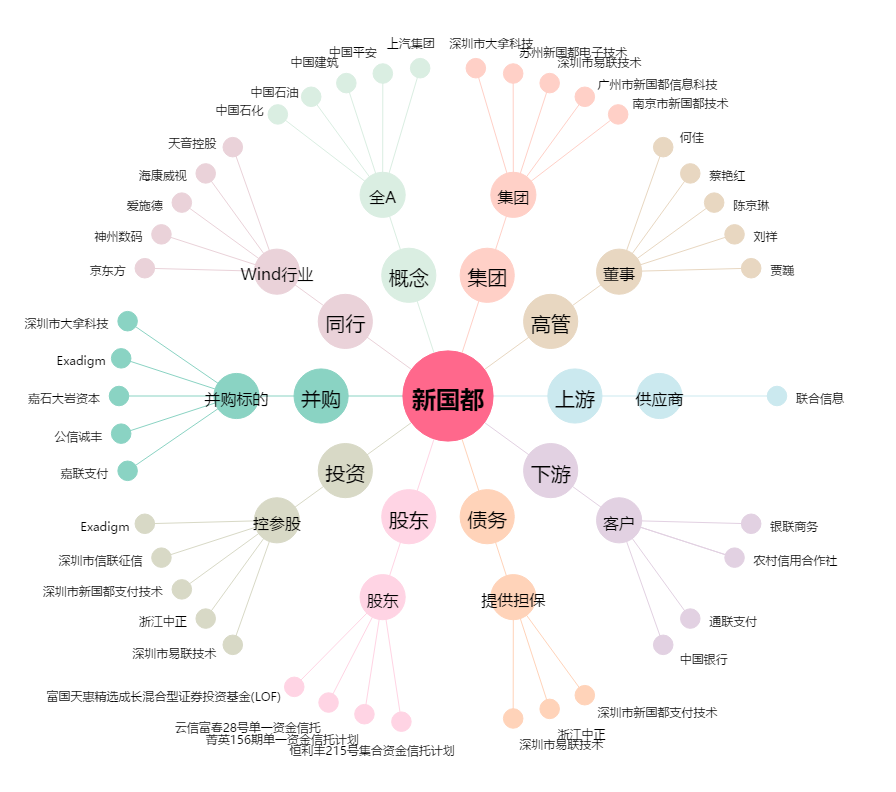 上汽集团
中国平安
中国建筑
中国石油
中国石化
全A
概念
深圳市大拿科技
苏州新国都电子技术
深圳市易联技术
广州市新国都信息科技
南京市新国都技术
集团
集团
何佳
蔡艳红
陈京琳
刘祥
贾巍
董事
高管
天音控股
海康威视
爱施德
神州数码
京东方
Wind行业
同行
深圳市大拿科技
Exadigm
嘉石大岩资本
公信诚丰
嘉联支付
并购标的
并购
新国都
上游
供应商
联合信息
投资
控参股
Exadigm
深圳市信联征信
深圳市新国都支付技术
浙江中正
深圳市易联技术
下游
客户
银联商务
农村信用合作社
通联支付
中国银行
股东
股东
富国天惠精选成长混合型证券投资基金(LOF)
云信富春28号单一资金信托
菁英156期单一资金信托计划
恒利丰215号集合资金信托计划
债务
提供担保
深圳市新国都支付技术
浙江中正
深圳市易联技术